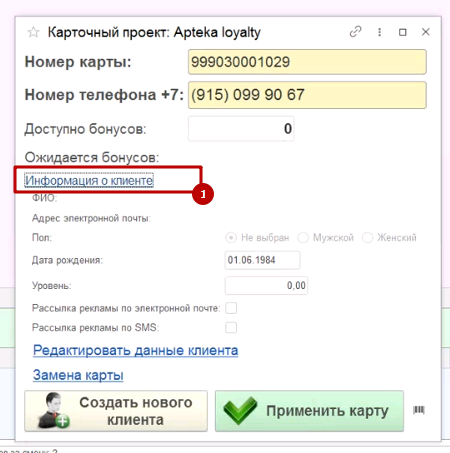 Карточный проект: Apteka loyalty
Номер карты: 999030001029
Номер телефона +7: (915) 099 90 67
Доступно бонусов: 0
Ожидается бонусов:
Информация о клиенте
1
ФИО:
Адрес электронной почты:
Пол: Не выбран Мужской Женский
Дата рождения: 01.06.1984
Уровень: 0,00
Рассылка рекламы по электронной почте:
Рассылка рекламы по SMS:
Редактировать данные клиента
Замена карты
Создать нового
клиента
Применить карту